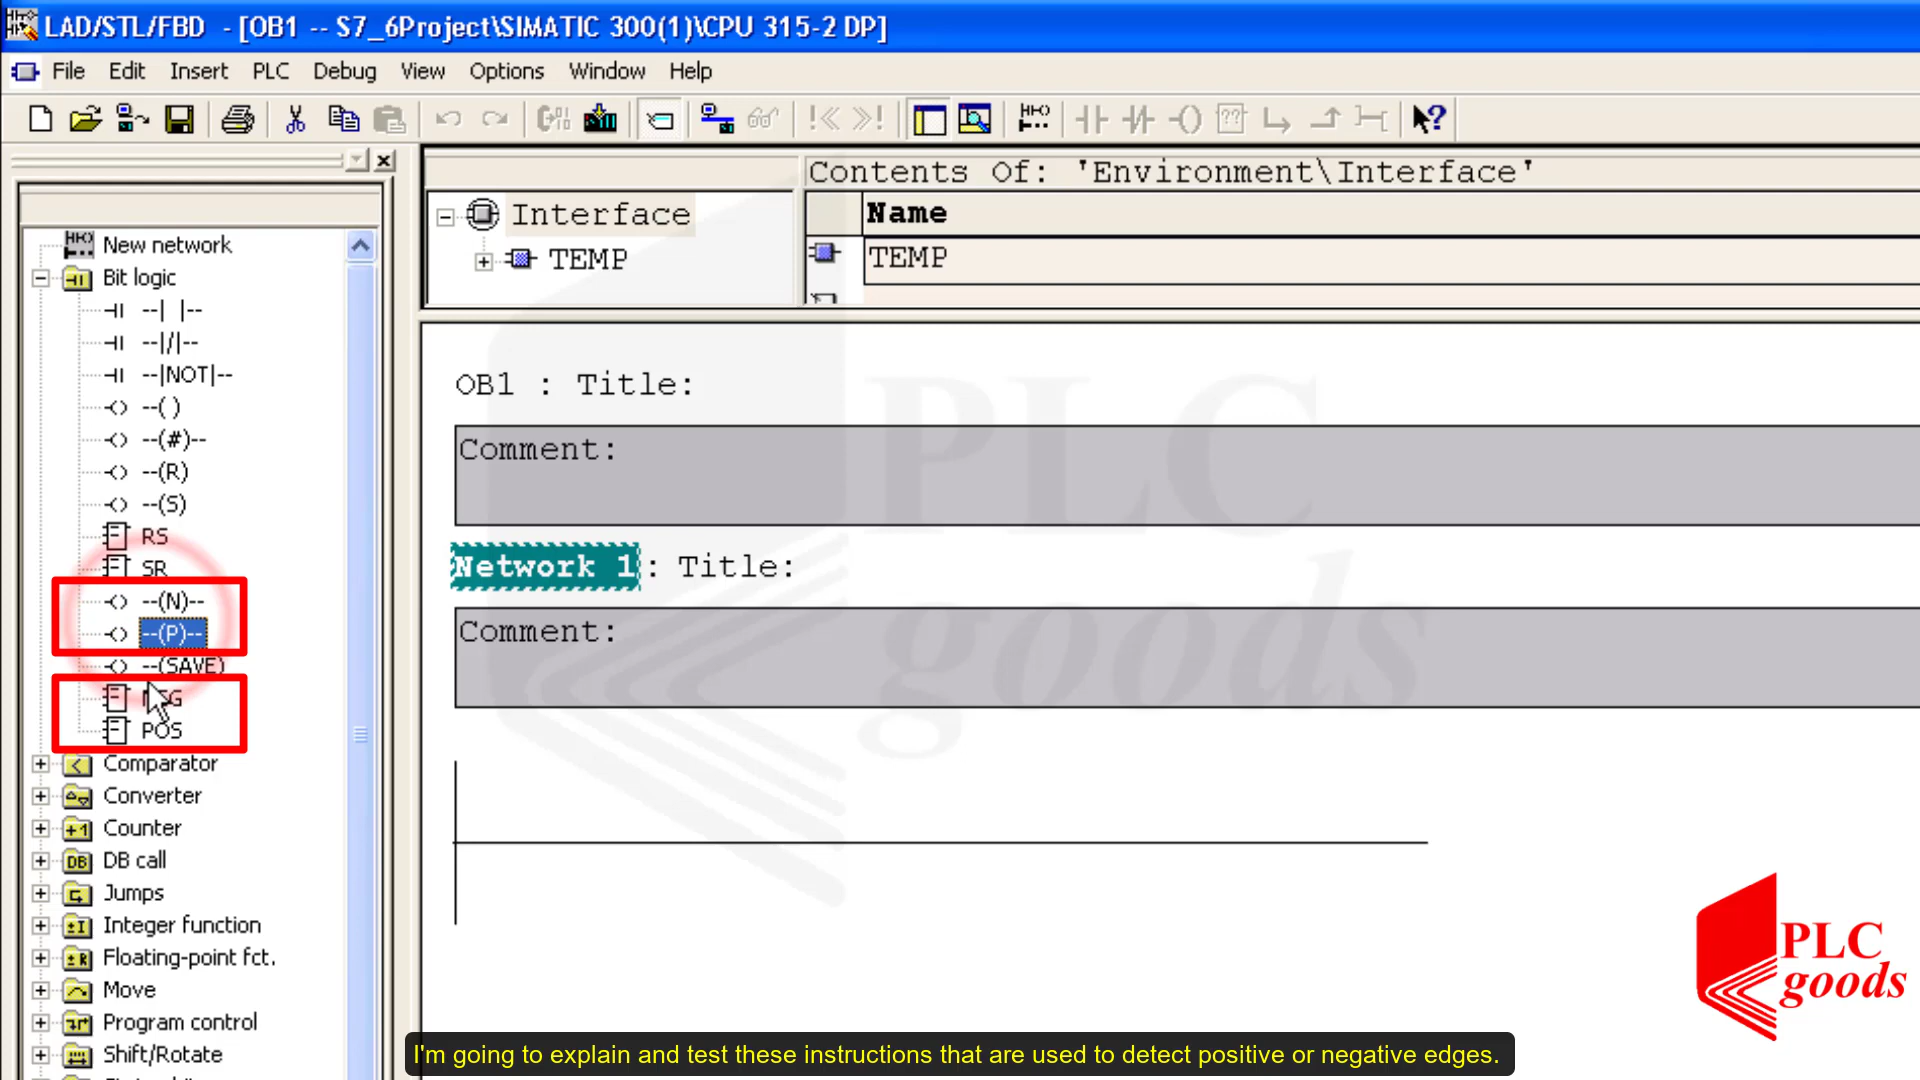 LAD/STL/FBD - [OB1 -- S7_6Project\SIMATIC 300(1)\CPU 315-2 DP]
File Edit Insert PLC Debug View Options Window Help
Contents Of: 'Environment\Interface'
Interface
TEMP
Name
TEMP
New network
Bit logic
--| |--
--|/|--
--|NOT|--
--( )
--(#)--
--(R)
--(S)
RS
SR
--(N)--
--(P)--
--(SAVE)
POS
Comparator
Converter
Counter
DB call
Jumps
Integer function
Floating-point fct.
Move
Program control
Shift/Rotate
OB1 : Title:
Comment:
Network 1: Title:
Comment:
PLC
goods
PLC
goods
I'm going to explain and test these instructions that are used to detect positive or negative edges.